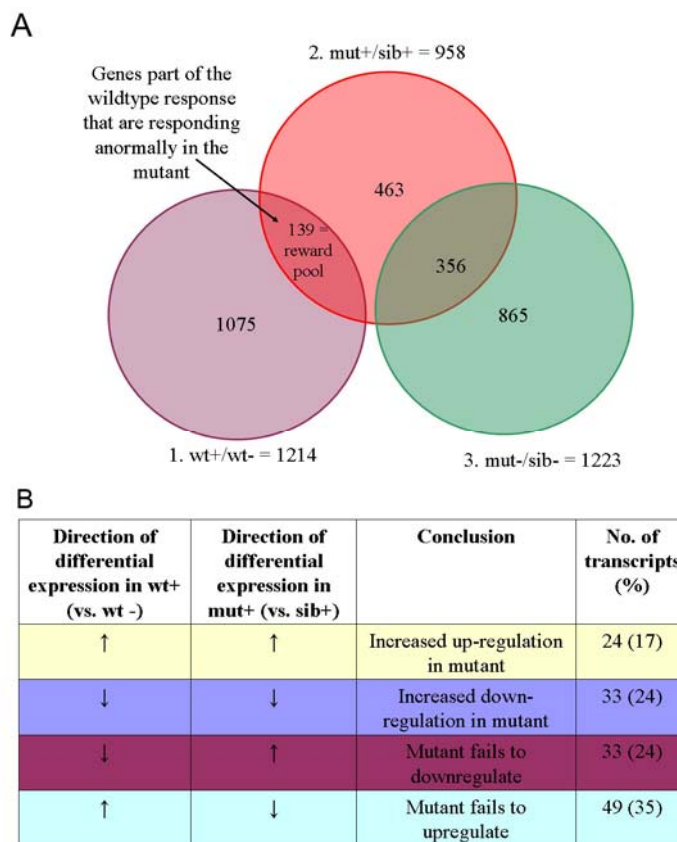 A
2. mut+/sib+ = 958
Genes part of the
wildtype response
that are responding
anormally in the
mutant
463
139 =
reward
pool
356
1075
865
1. wt+/wt- = 1214
3. mut-/sib- = 1223
B
Direction of differential expression in wt+ (vs. wt -) Direction of differential expression in mut+ (vs. sib+) Conclusion No. of transcripts (%)
↑ ↑ Increased up-regulation in mutant 24 (17)
↓ ↓ Increased down-regulation in mutant 33 (24)
↓ ↑ Mutant fails to downregulate 33 (24)
↑ ↓ Mutant fails to upregulate 49 (35)